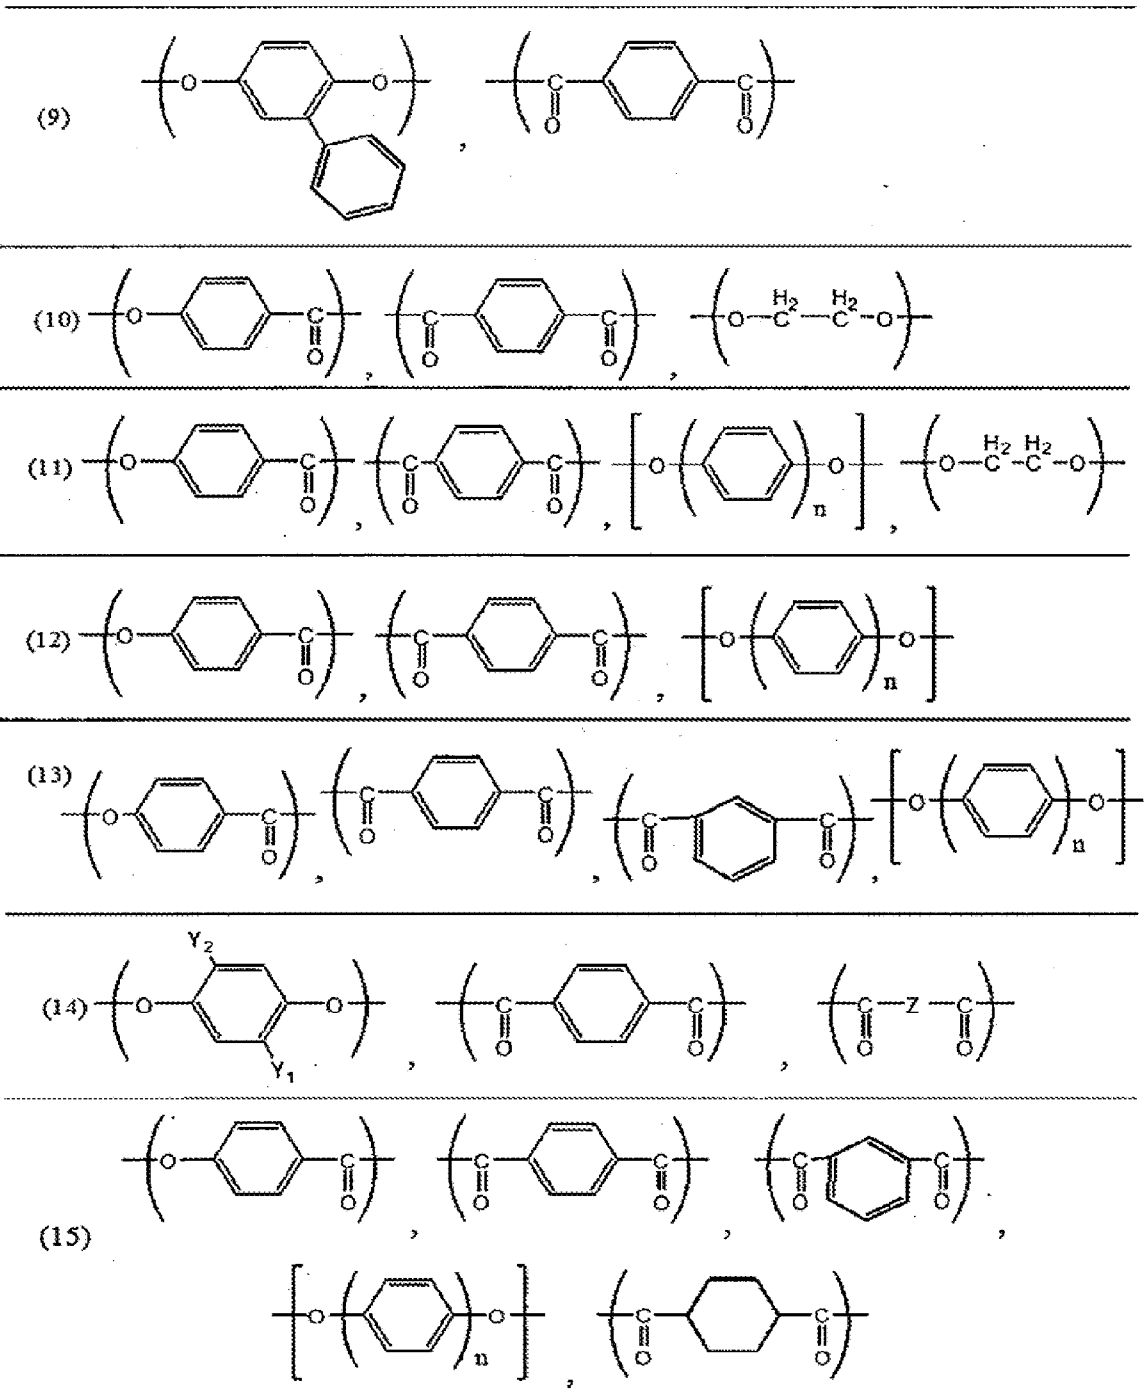 (9) O O , C O C O
(10) O C O , C O C O , O H2 C H2 C O
(11) O C O , C O C O , O n O , O H2 C H2 C O
(12) O C O , C O C O , O n O
(13) O C O , C O C O , C O C O , O n O
(14) O Y2 Y1 O , C O C O , C O Z C O
(15) O C O , C O C O , C O C O ,
O n O , C O C O